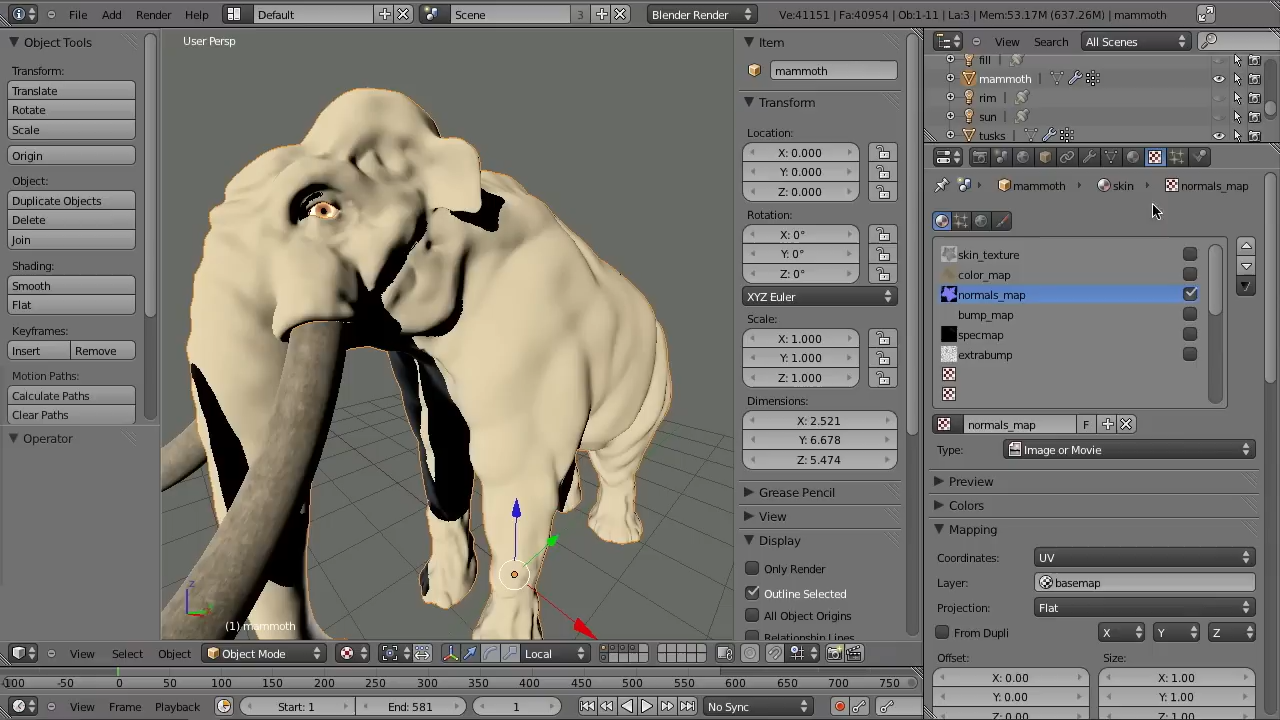 File Add Render Help Default Scene 3 Blender Render Ve:41151 | Fa:40954 | Ob:1-11 | La:3 | Mem:53.17M (637.26M) | mammoth
Object Tools
Transform:
Translate
Rotate
Scale
Origin
Object:
Duplicate Objects
Delete
Join
Shading:
Smooth
Flat
Keyframes:
Insert Remove
Motion Paths:
Calculate Paths
Clear Paths
Operator
User Persp
(1) mammoth
Item
mammoth
Transform
Location:
X: 0.000
Y: 0.000
Z: 0.000
Rotation:
X: 0°
Y: 0°
Z: 0°
XYZ Euler
Scale:
X: 1.000
Y: 1.000
Z: 1.000
Dimensions:
X: 2.521
Y: 6.678
Z: 5.474
Grease Pencil
View
Display
Only Render
Outline Selected
All Object Origins
Relationship Lines
View Search All Scenes
fill
mammoth
rim
sun
tusks
mammoth skin normals_map
skin_texture
color_map
normals_map
bump_map
specmap
extrabump
normals_map F
Type: Image or Movie
Preview
Colors
Mapping
Coordinates: UV
Layer: basemap
Projection: Flat
From Dupli X Y Z
Offset: Size:
X: 0.00 X: 1.00
Y: 0.00 Y: 1.00
Z: 0.00 Z: 1.00
View Select Object Object Mode Local
-100 -50 0 50 100 150 200 250 300 350 400 450 500 550 600 650 700 750
View Frame Playback Start: 1 End: 581 1 No Sync